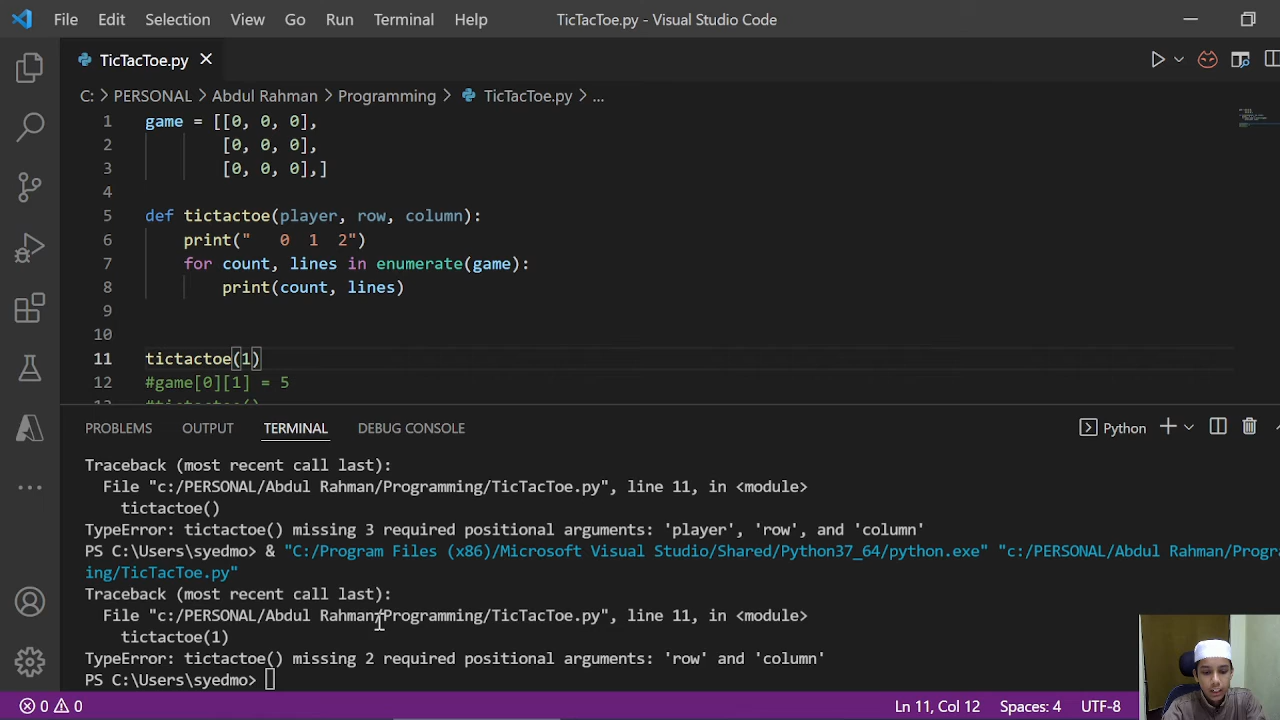 File Edit Selection View Go Run Terminal Help TicTacToe.py - Visual Studio Code
TicTacToe.py
C: > PERSONAL > Abdul Rahman > Programming > TicTacToe.py > ...
1 game = [[0, 0, 0],
2 [0, 0, 0],
3 [0, 0, 0],]
4
5 def tictactoe(player, row, column):
6 print("   0  1  2")
7 for count, lines in enumerate(game):
8 print(count, lines)
9
10
11 tictactoe(1)
12 #game[0][1] = 5
13 #tictactoe()
PROBLEMS OUTPUT TERMINAL DEBUG CONSOLE Python
Traceback (most recent call last):
File "c:/PERSONAL/Abdul Rahman/Programming/TicTacToe.py", line 11, in <module>
tictactoe()
TypeError: tictactoe() missing 3 required positional arguments: 'player', 'row', and 'column'
PS C:\Users\syedmo> & "C:/Program Files (x86)/Microsoft Visual Studio/Shared/Python37_64/python.exe" "c:/PERSONAL/Abdul Rahman/Progr
ing/TicTacToe.py"
Traceback (most recent call last):
File "c:/PERSONAL/Abdul Rahman/Programming/TicTacToe.py", line 11, in <module>
tictactoe(1)
TypeError: tictactoe() missing 2 required positional arguments: 'row' and 'column'
PS C:\Users\syedmo>
0 0 Ln 11, Col 12 Spaces: 4 UTF-8